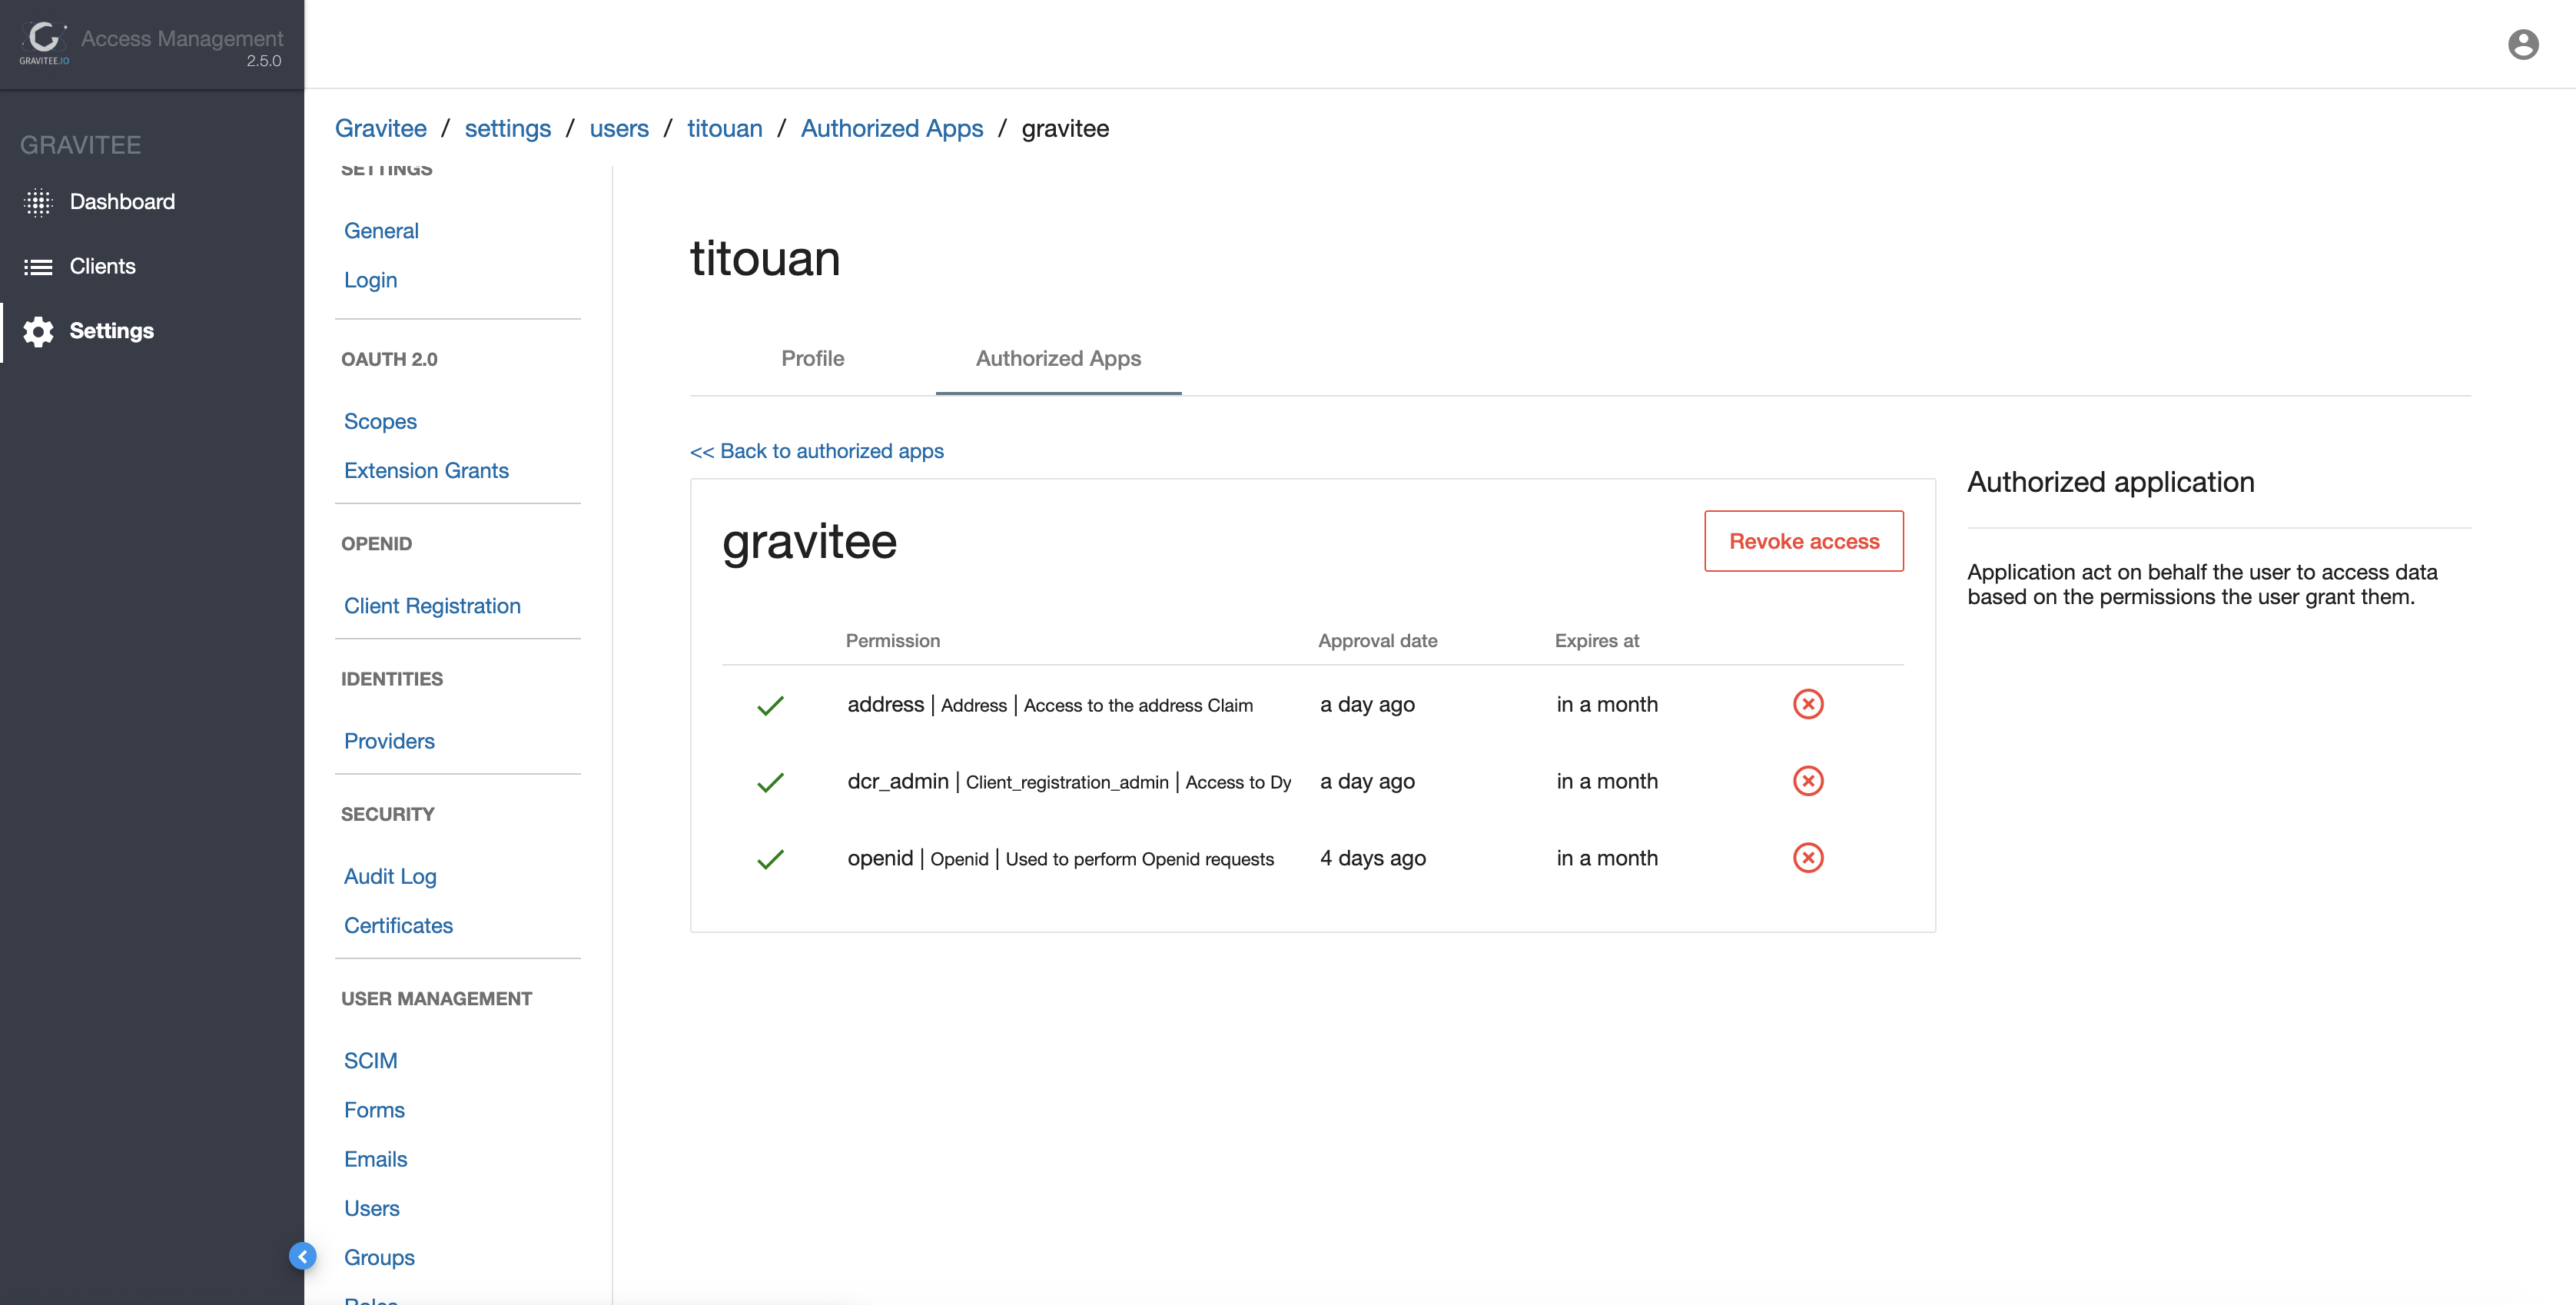 GRAVITEE.IO
Access Management
2.5.0
GRAVITEE
Dashboard
Clients
Settings
Gravitee / settings / users / titouan / Authorized Apps / gravitee
SETTINGS
General
Login
OAUTH 2.0
Scopes
Extension Grants
OPENID
Client Registration
IDENTITIES
Providers
SECURITY
Audit Log
Certificates
USER MANAGEMENT
SCIM
Forms
Emails
Users
Groups
Roles
titouan
Profile Authorized Apps
<< Back to authorized apps
gravitee
Revoke access
Permission Approval date Expires at
address | Address | Access to the address Claim a day ago in a month
dcr_admin | Client_registration_admin | Access to Dy a day ago in a month
openid | Openid | Used to perform Openid requests 4 days ago in a month
Authorized application
Application act on behalf the user to access data
based on the permissions the user grant them.